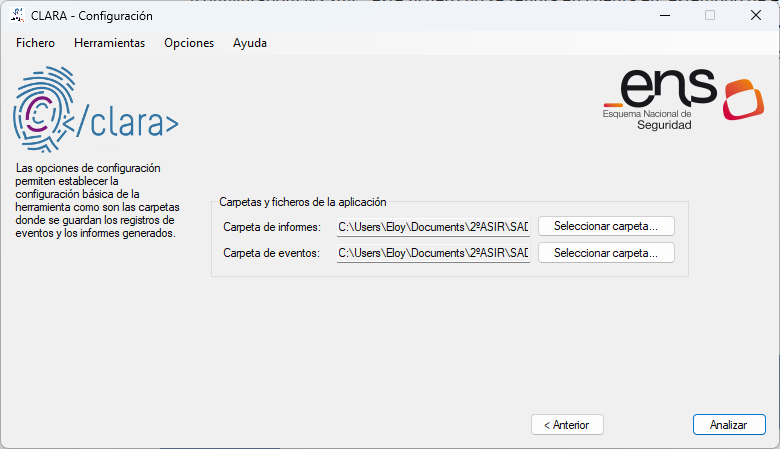 CLARA - Configuración
Fichero Herramientas Opciones Ayuda
</clara>
ens
Esquema Nacional de
Seguridad
Las opciones de configuración
permiten establecer la
configuración básica de la
herramienta como son las carpetas
donde se guardan los registros de
eventos y los informes generados.
Carpetas y ficheros de la aplicación
Carpeta de informes: C:\Users\Eloy\Documents\2ºASIR\SAD Seleccionar carpeta...
Carpeta de eventos: C:\Users\Eloy\Documents\2ºASIR\SAD Seleccionar carpeta...
< Anterior Analizar